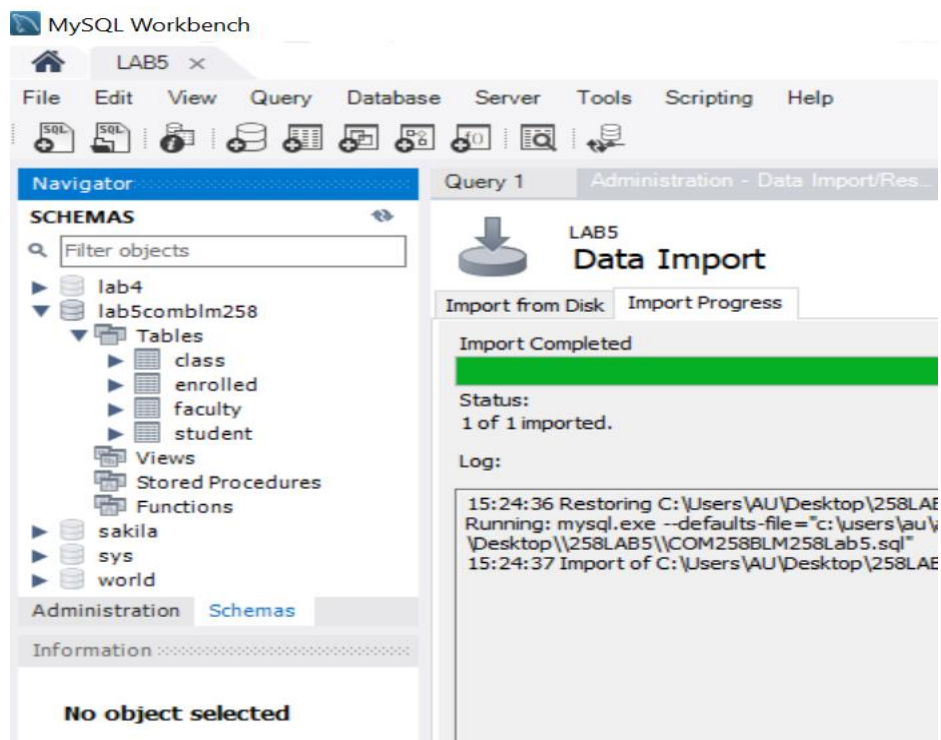 MySQL Workbench
LAB5 ×
File Edit View Query Database Server Tools Scripting Help
SQL SQL
Navigator
SCHEMAS
Filter objects
lab4
lab5comblm258
Tables
class
enrolled
faculty
student
Views
Stored Procedures
Functions
sakila
sys
world
Administration Schemas
Information
No object selected
Query 1 Administration - Data Import/Res...
LAB5
Data Import
Import from Disk Import Progress
Import Completed
Status:
1 of 1 imported.
Log:
15:24:36 Restoring C:\Users\AU\Desktop\258LAB
Running: mysql.exe --defaults-file="c:\users\au\a
\Desktop\\258LAB5\\COM258BLM258Lab5.sql"
15:24:37 Import of C:\Users\AU\Desktop\258LAB